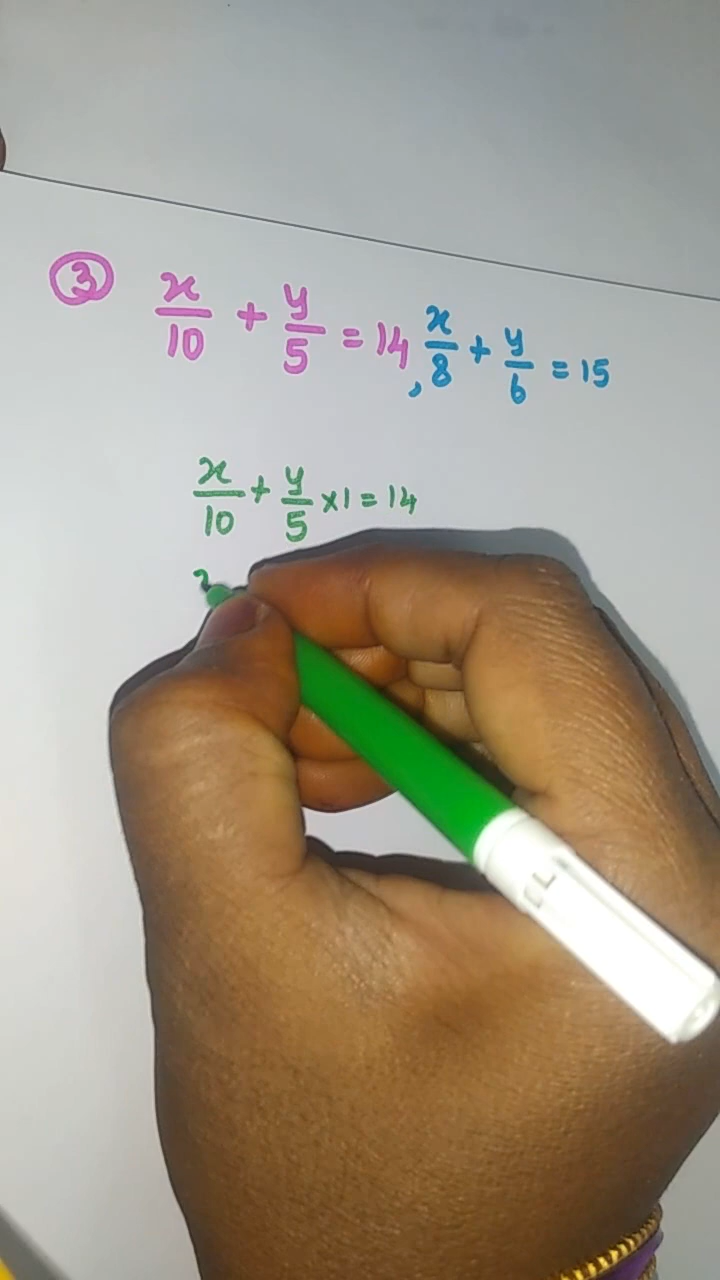 ③ x/10 + y/5 = 14, x/8 + y/6 = 15
x/10 + y/5 ×1 = 14